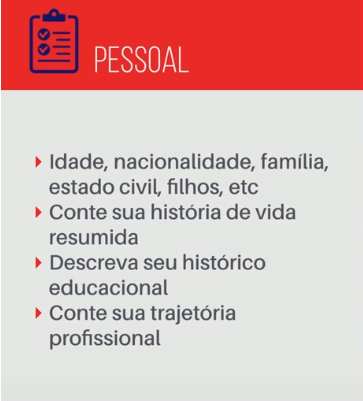 PESSOAL
Idade, nacionalidade, família,
estado civil, filhos, etc
Conte sua história de vida
resumida
Descreva seu histórico
educacional
Conte sua trajetória
profissional